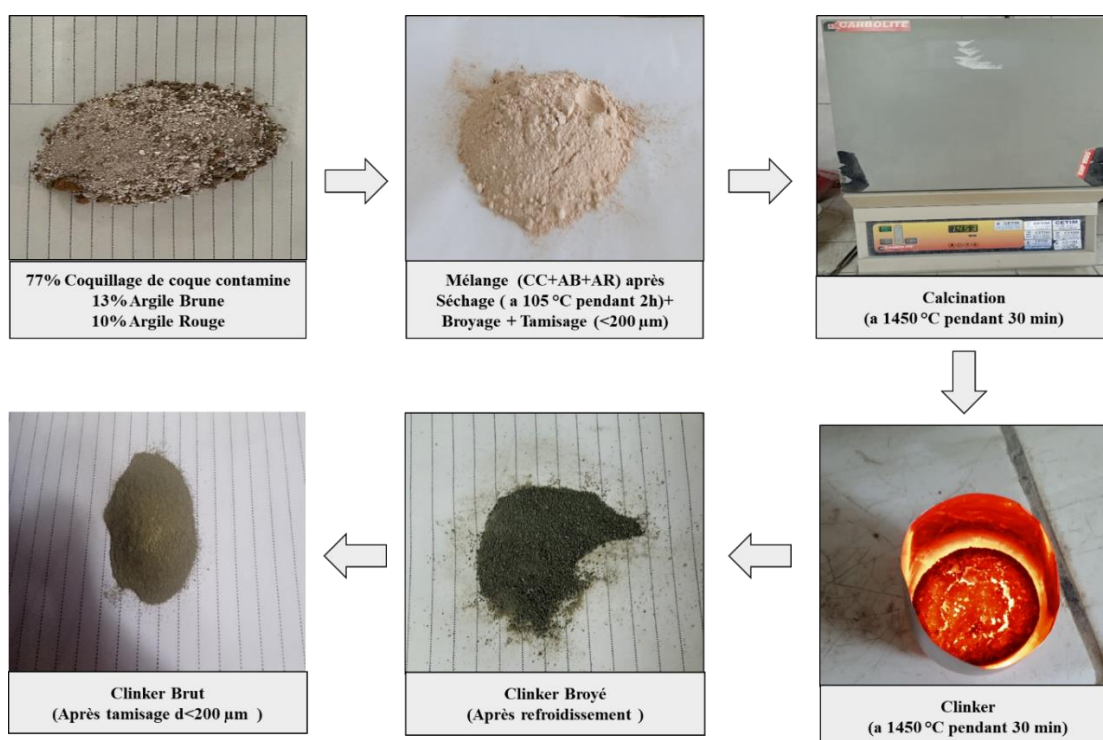 CARBOLITE
1453
CETIM
77% Coquillage de coque contamine
13% Argile Brune
10% Argile Rouge
Mélange (CC+AB+AR) après
Séchage ( a 105 °C pendant 2h)+
Broyage + Tamisage (<200 µm)
Calcination
(a 1450 °C pendant 30 min)
Clinker Brut
(Après tamisage d<200 µm )
Clinker Broyé
(Après refroidissement )
Clinker
(a 1450 °C pendant 30 min)